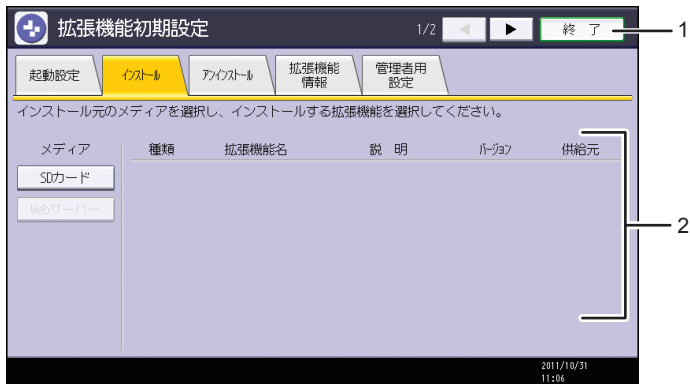 拡張機能初期設定
1/2
終 了
1
起動設定
インストール
アンインストール
拡張機能
情報
管理者用
設定
インストール元のメディアを選択し、インストールする拡張機能を選択してください。
メディア
種類
拡張機能名
説 明
バージョン
供給元
SDカード
Webサーバー
2
2011/10/31
11:06